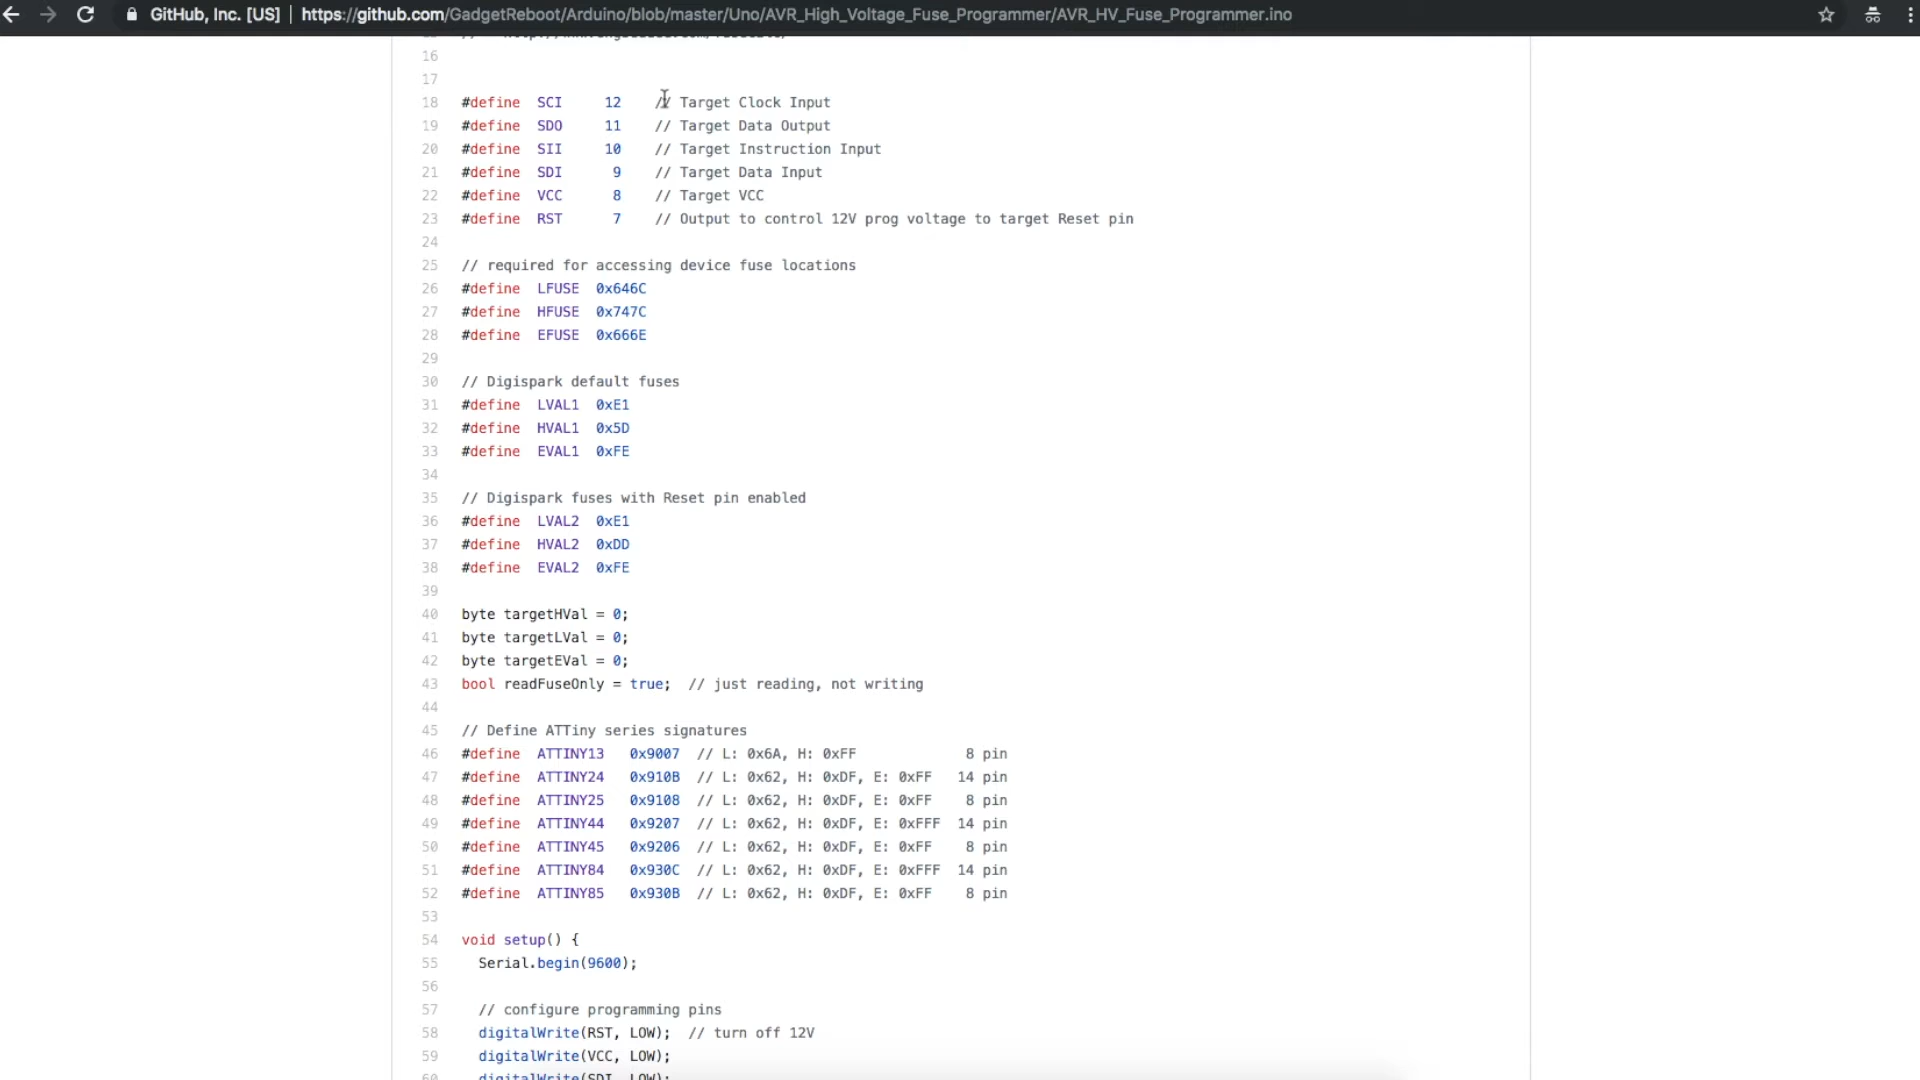 GitHub, Inc. [US] | https://github.com/GadgetReboot/Arduino/blob/master/Uno/AVR_High_Voltage_Fuse_Programmer/AVR_HV_Fuse_Programmer.ino
16
17
18 #define SCI 12 // Target Clock Input
19 #define SDO 11 // Target Data Output
20 #define SII 10 // Target Instruction Input
21 #define SDI 9 // Target Data Input
22 #define VCC 8 // Target VCC
23 #define RST 7 // Output to control 12V prog voltage to target Reset pin
24
25 // required for accessing device fuse locations
26 #define LFUSE 0x646C
27 #define HFUSE 0x747C
28 #define EFUSE 0x666E
29
30 // Digispark default fuses
31 #define LVAL1 0xE1
32 #define HVAL1 0x5D
33 #define EVAL1 0xFE
34
35 // Digispark fuses with Reset pin enabled
36 #define LVAL2 0xE1
37 #define HVAL2 0xDD
38 #define EVAL2 0xFE
39
40 byte targetHVal = 0;
41 byte targetLVal = 0;
42 byte targetEVal = 0;
43 bool readFuseOnly = true; // just reading, not writing
44
45 // Define ATTiny series signatures
46 #define ATTINY13 0x9007 // L: 0x6A, H: 0xFF 8 pin
47 #define ATTINY24 0x910B // L: 0x62, H: 0xDF, E: 0xFF 14 pin
48 #define ATTINY25 0x9108 // L: 0x62, H: 0xDF, E: 0xFF 8 pin
49 #define ATTINY44 0x9207 // L: 0x62, H: 0xDF, E: 0xFFF 14 pin
50 #define ATTINY45 0x9206 // L: 0x62, H: 0xDF, E: 0xFF 8 pin
51 #define ATTINY84 0x930C // L: 0x62, H: 0xDF, E: 0xFFF 14 pin
52 #define ATTINY85 0x930B // L: 0x62, H: 0xDF, E: 0xFF 8 pin
53
54 void setup() {
55 Serial.begin(9600);
56
57 // configure programming pins
58 digitalWrite(RST, LOW); // turn off 12V
59 digitalWrite(VCC, LOW);
60 digitalWrite(SDI, LOW);